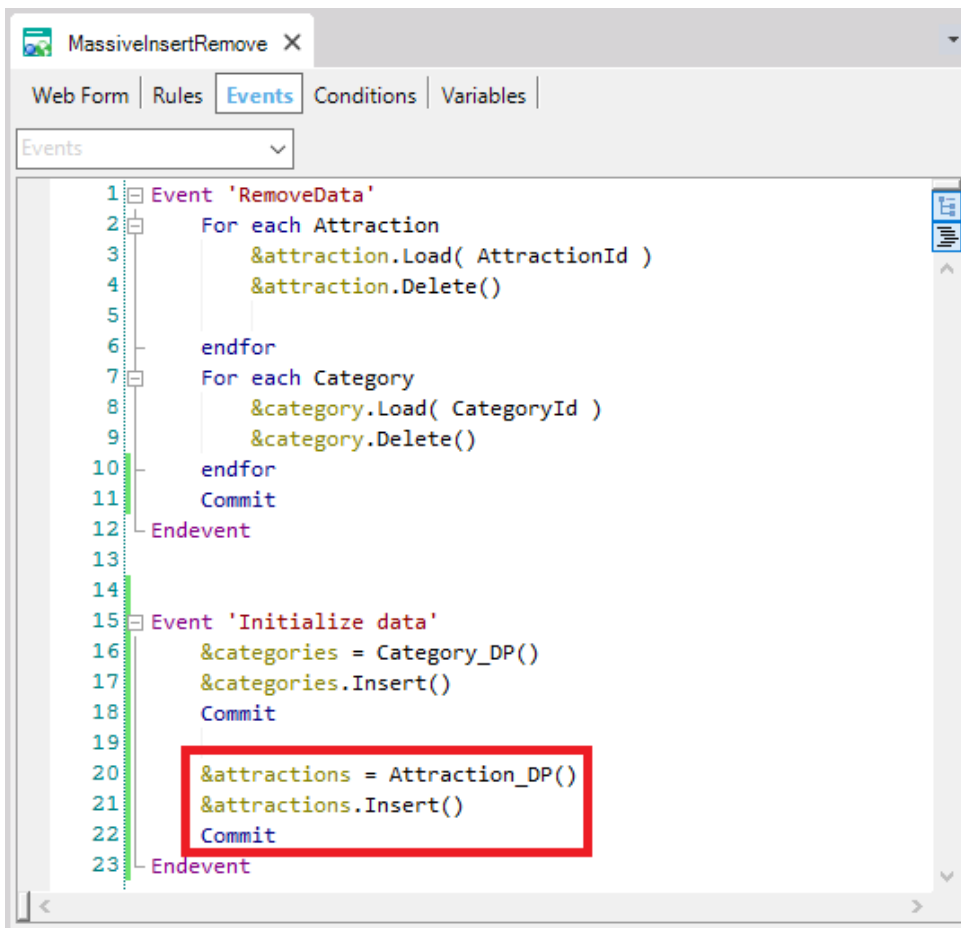 MassiveInsertRemove
Web Form Rules Events Conditions Variables
Events
1 Event 'RemoveData'
2 For each Attraction
3 &attraction.Load( AttractionId )
4 &attraction.Delete()
5
6 endfor
7 For each Category
8 &category.Load( CategoryId )
9 &category.Delete()
10 endfor
11 Commit
12 Endevent
13
14
15 Event 'Initialize data'
16 &categories = Category_DP()
17 &categories.Insert()
18 Commit
19
20 &attractions = Attraction_DP()
21 &attractions.Insert()
22 Commit
23 Endevent